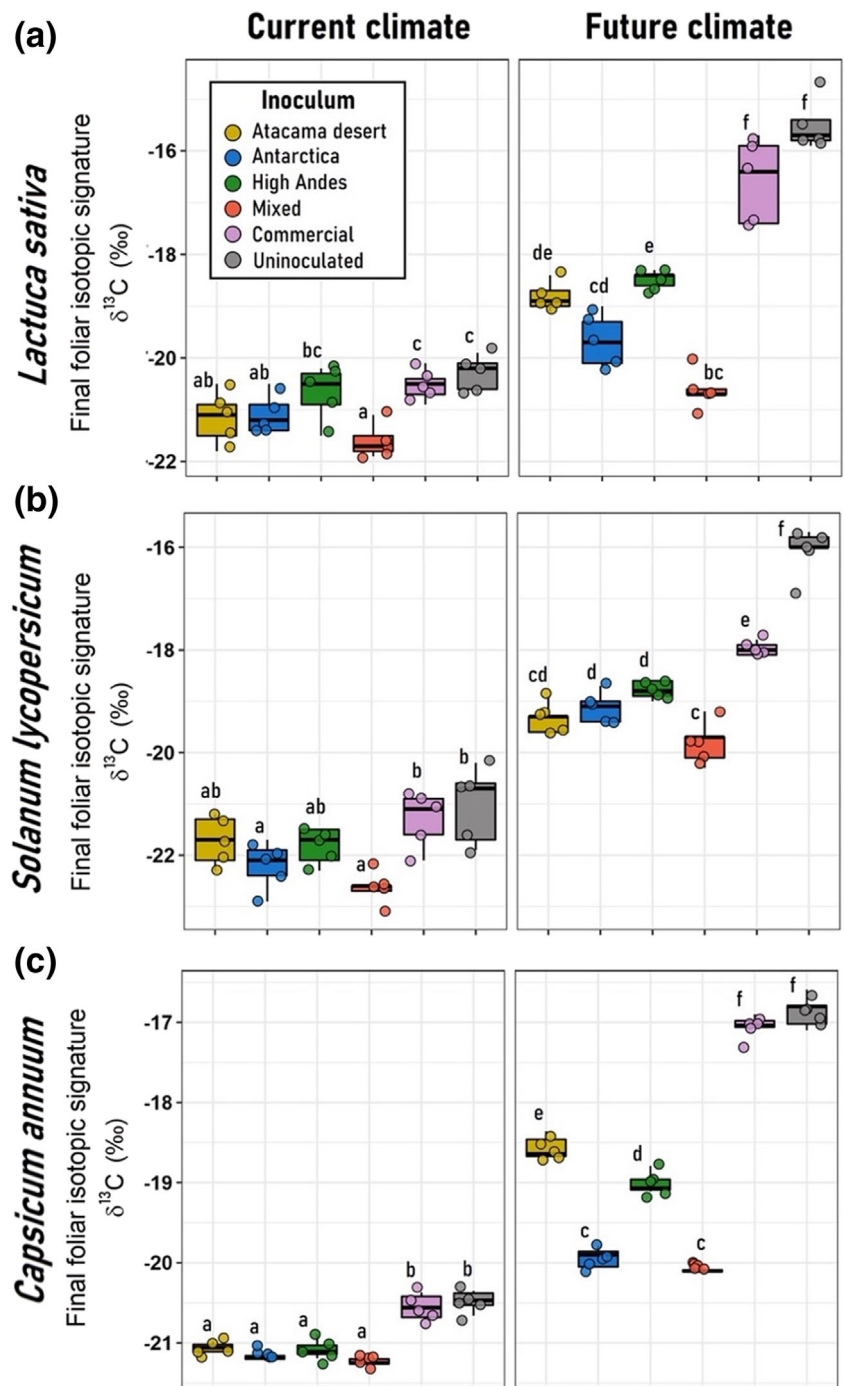 Current climate Future climate
(a)
Lactuca sativa
Final foliar isotopic signature
δ¹³C (‰)
Inoculum
Atacama desert
Antarctica
High Andes
Mixed
Commercial
Uninoculated
-16
-18
-20
-22
ab ab bc a c c
de cd e bc f f
(b)
Solanum lycopersicum
Final foliar isotopic signature
δ¹³C (‰)
-16
-18
-20
-22
ab a ab a b b
cd d d c e f
(c)
Capsicum annuum
Final foliar isotopic signature
δ¹³C (‰)
-17
-18
-19
-20
-21
a a a a b b
e c d c f f